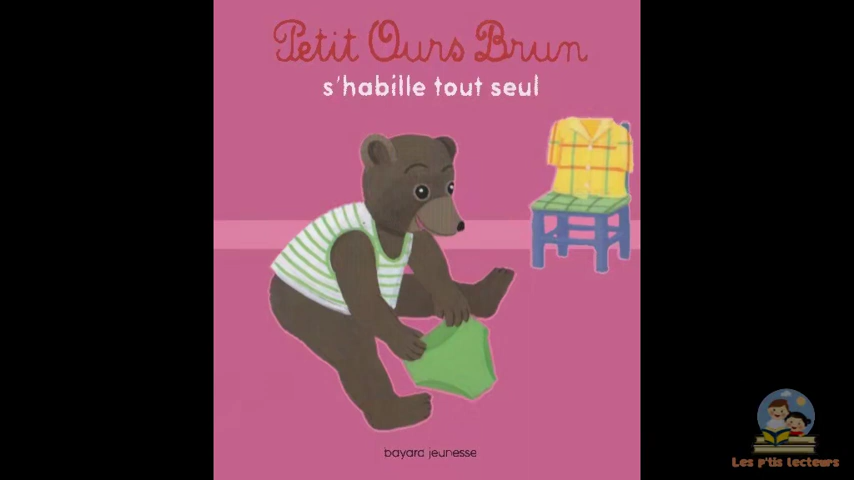 Petit Ours Brun
s'habille tout seul
bayard jeunesse
Les p'tis lecteurs